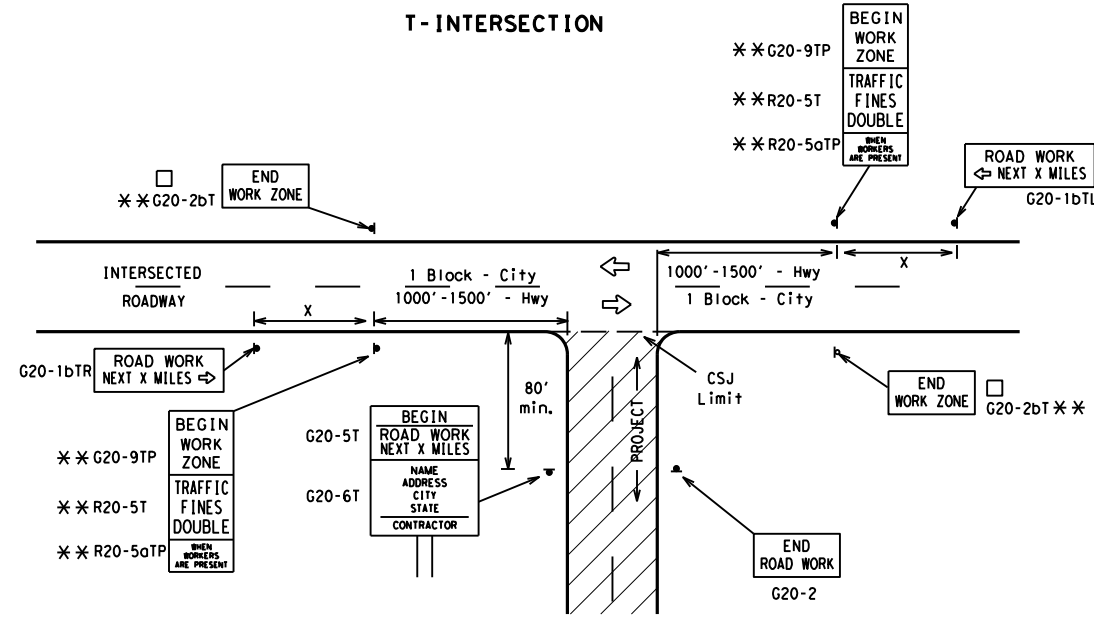 T-INTERSECTION
BEGIN
WORK
ZONE
TRAFFIC
FINES
DOUBLE
WHEN
WORKERS
ARE PRESENT
**G20-9TP
**R20-5T
**R20-5aTP
ROAD WORK
⇦ NEXT X MILES
G20-1bTL
□
**G20-2bT
END
WORK ZONE
INTERSECTED
ROADWAY
X
1 Block - City
1000'-1500' - Hwy
1000'-1500' - Hwy
1 Block - City
X
G20-1bTR
ROAD WORK
NEXT X MILES ⇨
80'
min.
CSJ
Limit
PROJECT
END
WORK ZONE
□
G20-2bT **
**G20-9TP
**R20-5T
**R20-5aTP
BEGIN
WORK
ZONE
TRAFFIC
FINES
DOUBLE
WHEN
WORKERS
ARE PRESENT
G20-5T
G20-6T
BEGIN
ROAD WORK
NEXT X MILES
NAME
ADDRESS
CITY
STATE
CONTRACTOR
END
ROAD WORK
G20-2